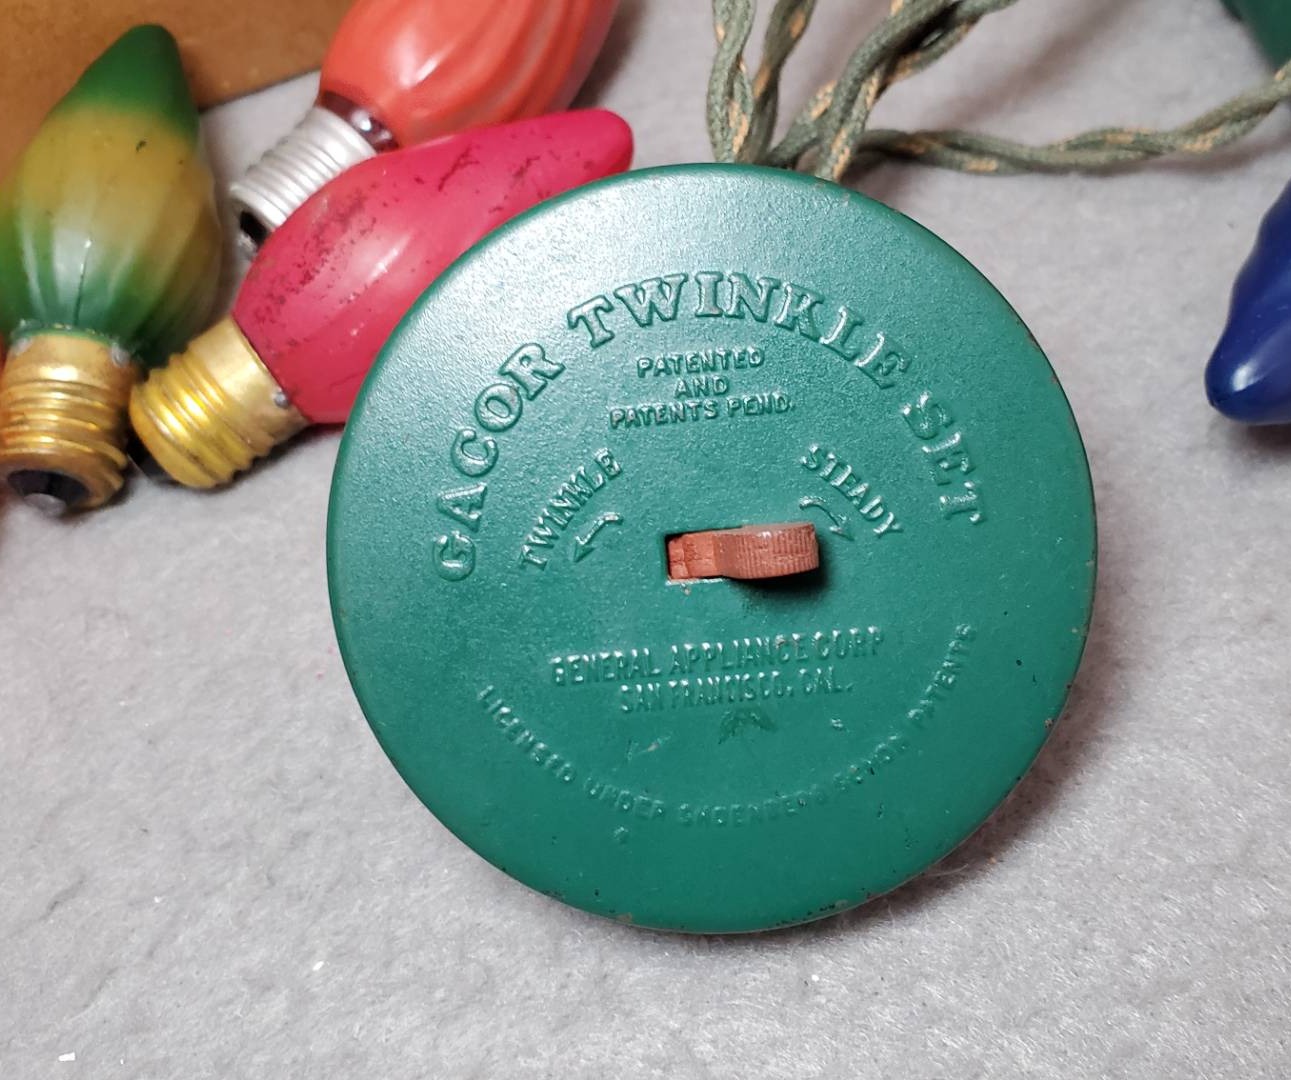 GACOR TWINKLE SET
PATENTED
AND
PATENTS PEND.
TWINKLE
STEADY
GENERAL APPLIANCE CORP
SAN FRANCISCO, CAL.
LICENSED UNDER PATENTS